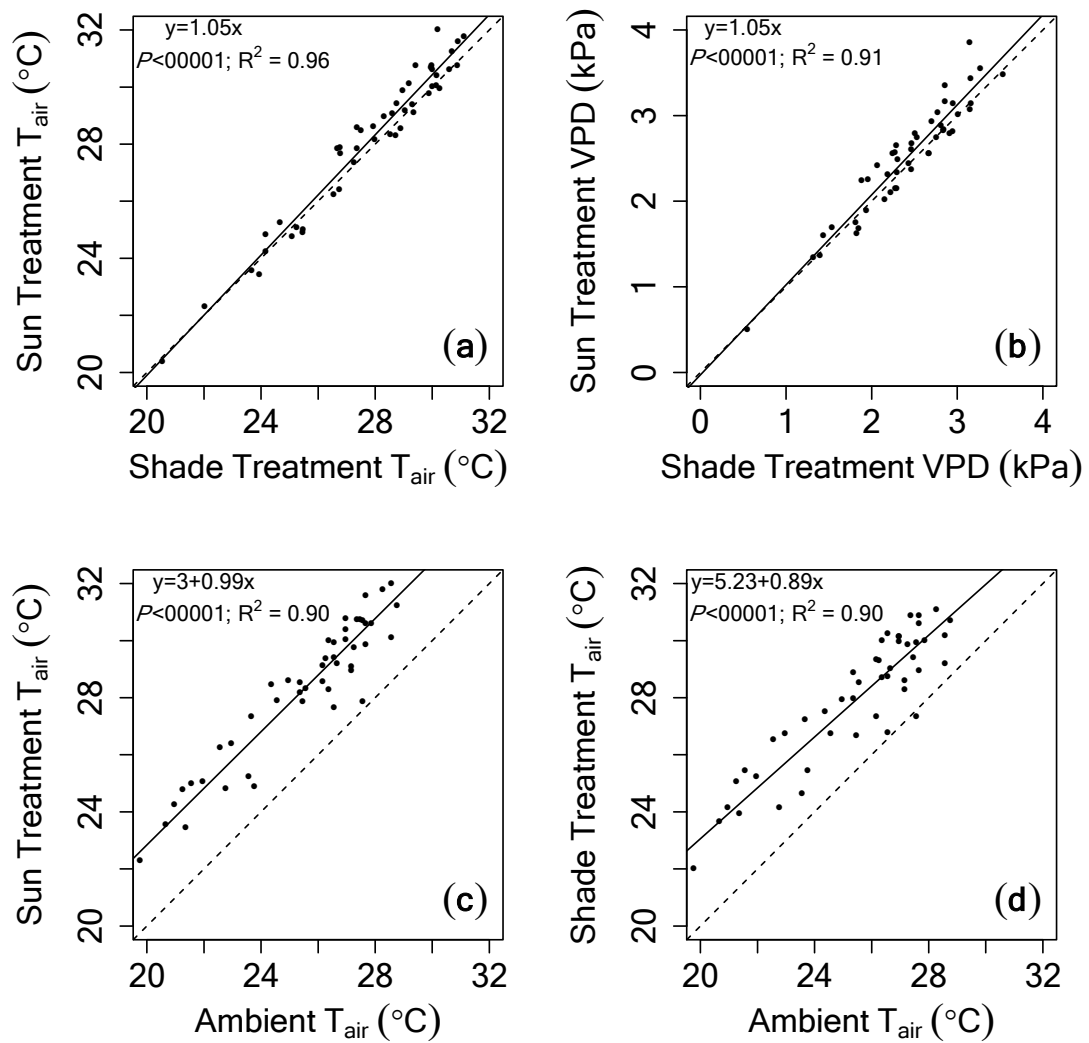 y=1.05x
P<00001; R² = 0.96
Sun Treatment Tair (°C)
20 24 28 32
(a)
20 24 28 32
Shade Treatment Tair (°C)
y=1.05x
P<00001; R² = 0.91
Sun Treatment VPD (kPa)
0 1 2 3 4
(b)
0 1 2 3 4
Shade Treatment VPD (kPa)
y=3+0.99x
P<00001; R² = 0.90
Sun Treatment Tair (°C)
20 24 28 32
(c)
20 24 28 32
Ambient Tair (°C)
y=5.23+0.89x
P<00001; R² = 0.90
Shade Treatment Tair (°C)
20 24 28 32
(d)
20 24 28 32
Ambient Tair (°C)